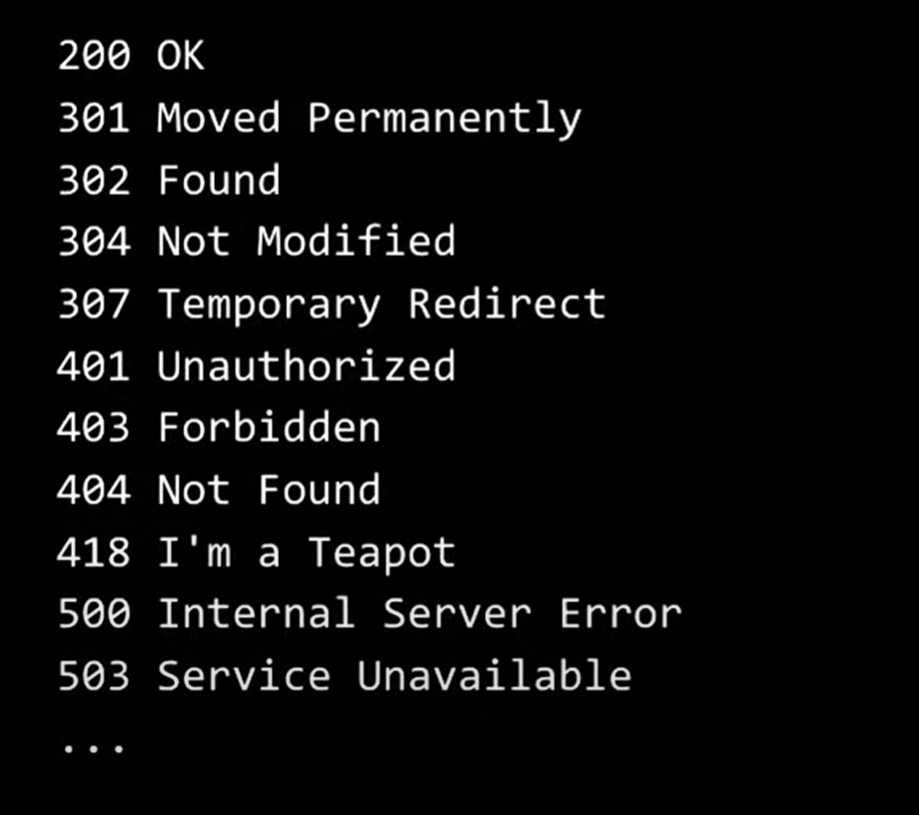 200 OK
301 Moved Permanently
302 Found
304 Not Modified
307 Temporary Redirect
401 Unauthorized
403 Forbidden
404 Not Found
418 I'm a Teapot
500 Internal Server Error
503 Service Unavailable
...